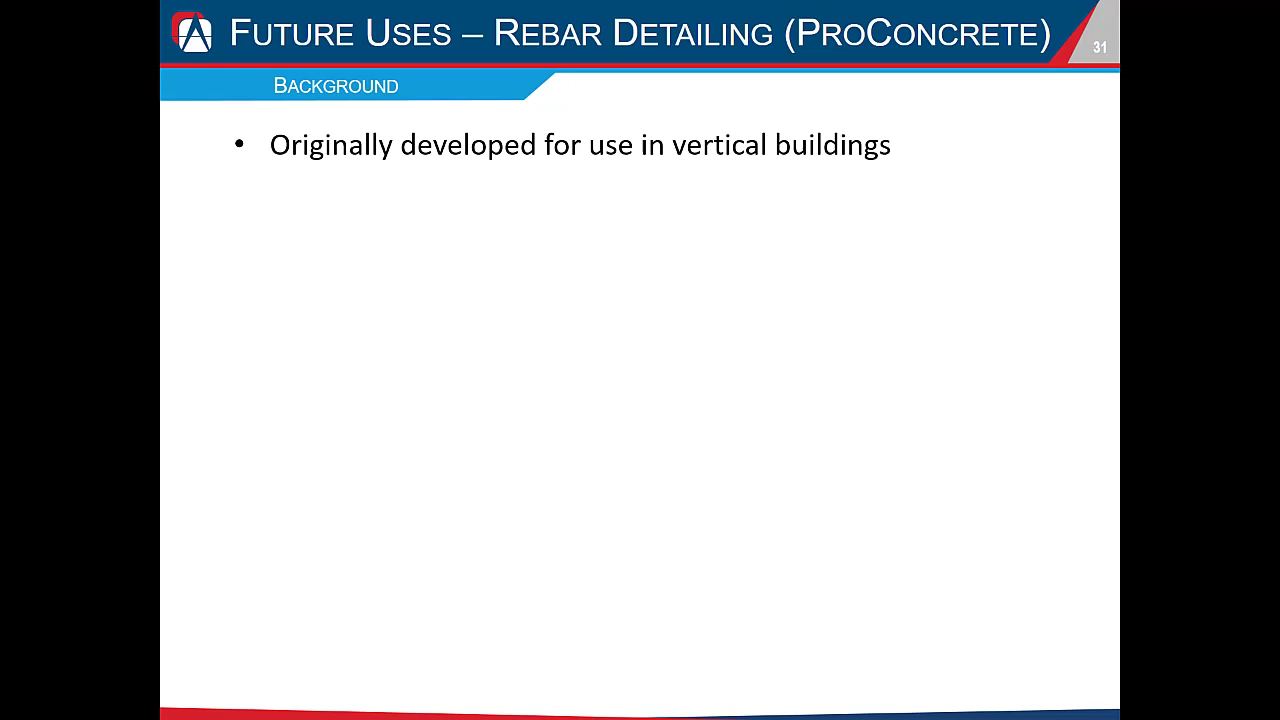 FUTURE USES – REBAR DETAILING (PROCONCRETE)
31
BACKGROUND
• Originally developed for use in vertical buildings